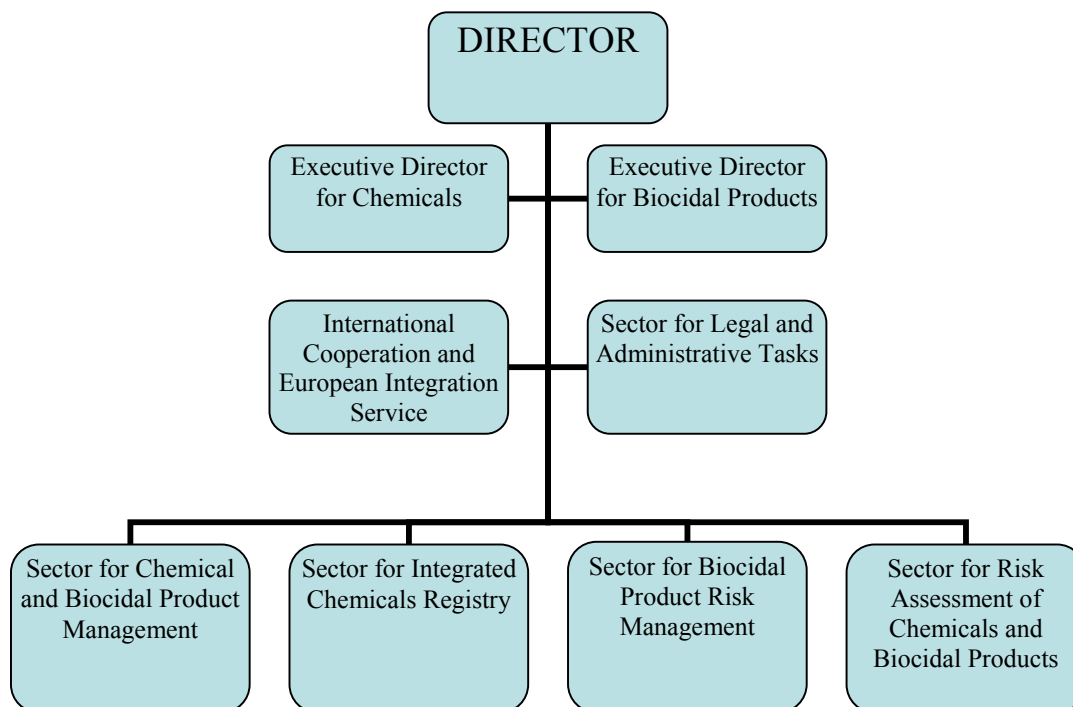 DIRECTOR
Executive Director
for Chemicals
Executive Director
for Biocidal Products
International
Cooperation and
European Integration
Service
Sector for Legal and
Administrative Tasks
Sector for Chemical
and Biocidal Product
Management
Sector for Integrated
Chemicals Registry
Sector for Biocidal
Product Risk
Management
Sector for Risk
Assessment of
Chemicals and
Biocidal Products